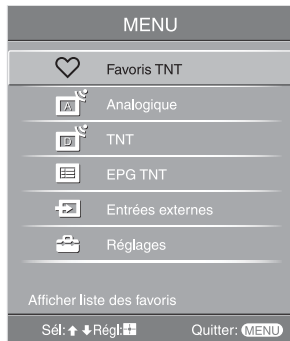 MENU
Favoris TNT
A Analogique
D TNT
EPG TNT
Entrées externes
Réglages
Afficher liste des favoris
Sél: Régl: Quitter: MENU